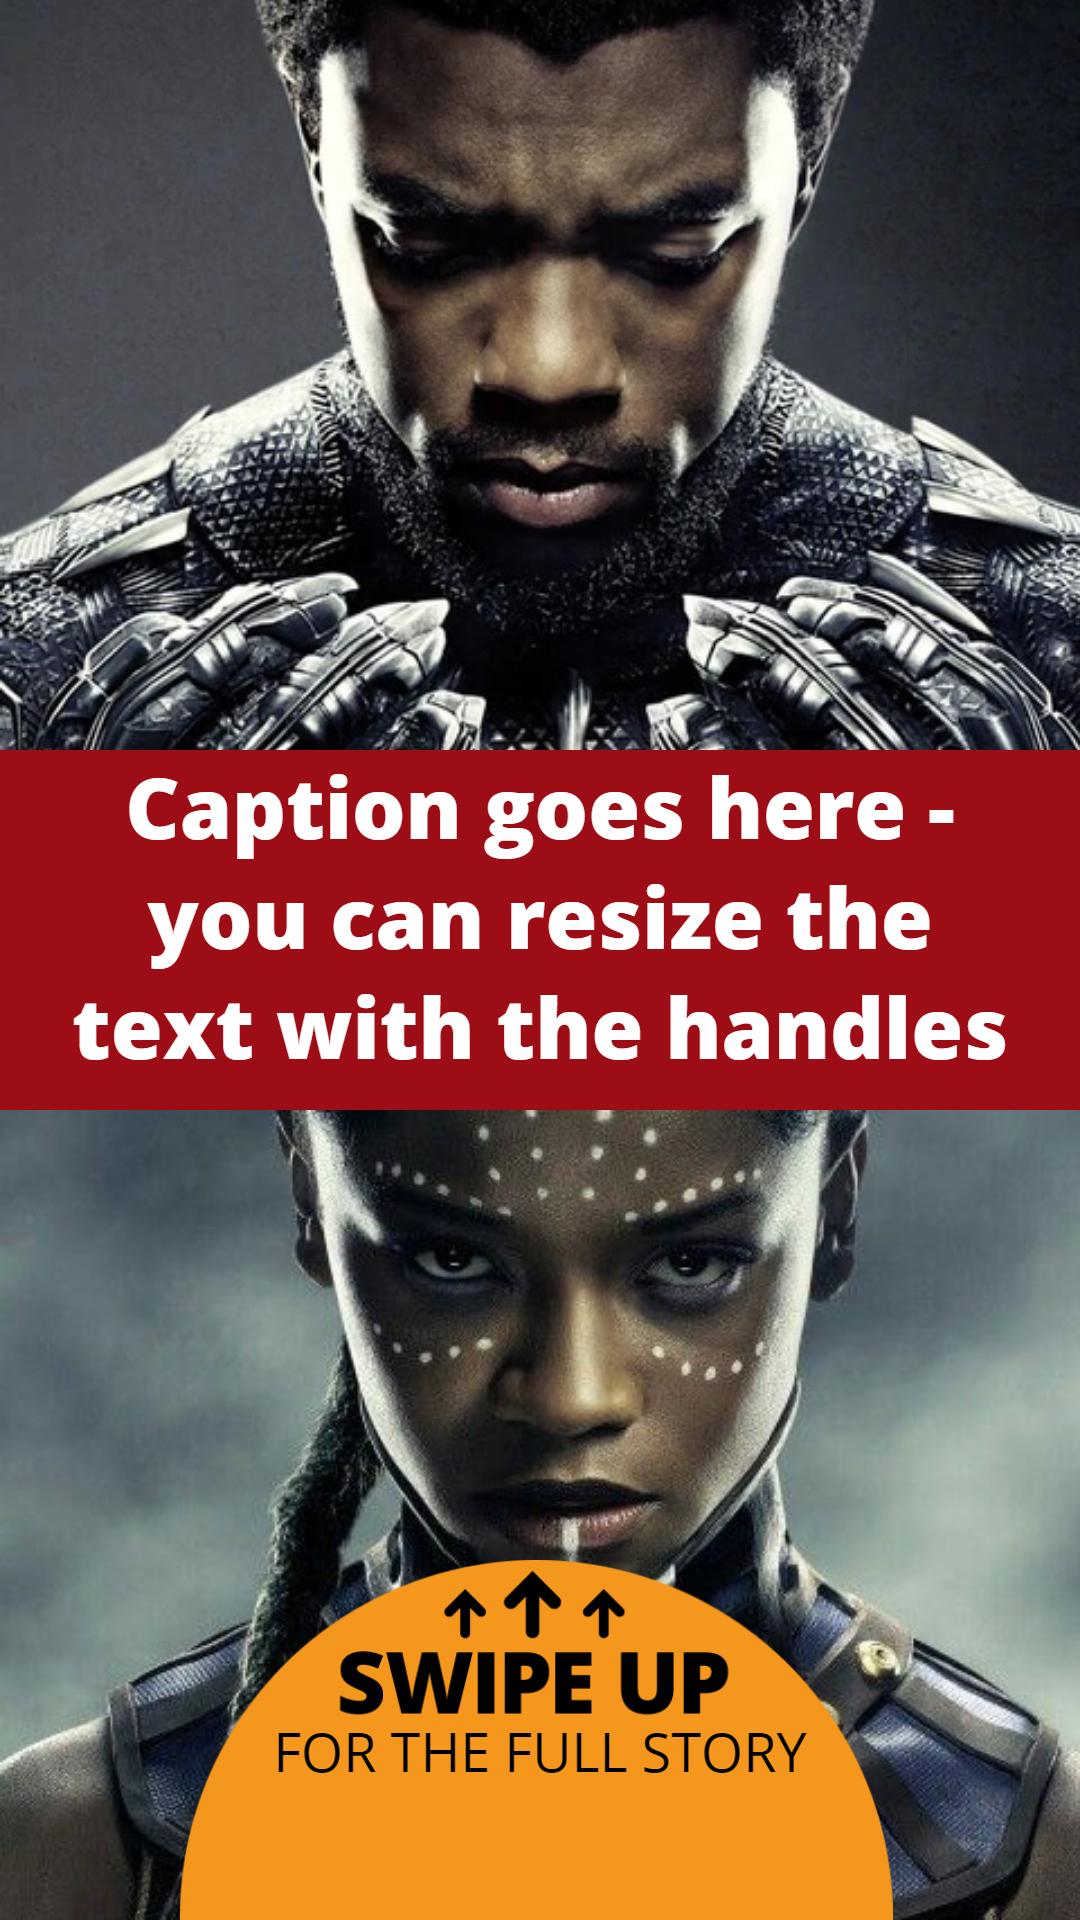 Caption goes here -
you can resize the
text with the handles
SWIPE UP
FOR THE FULL STORY